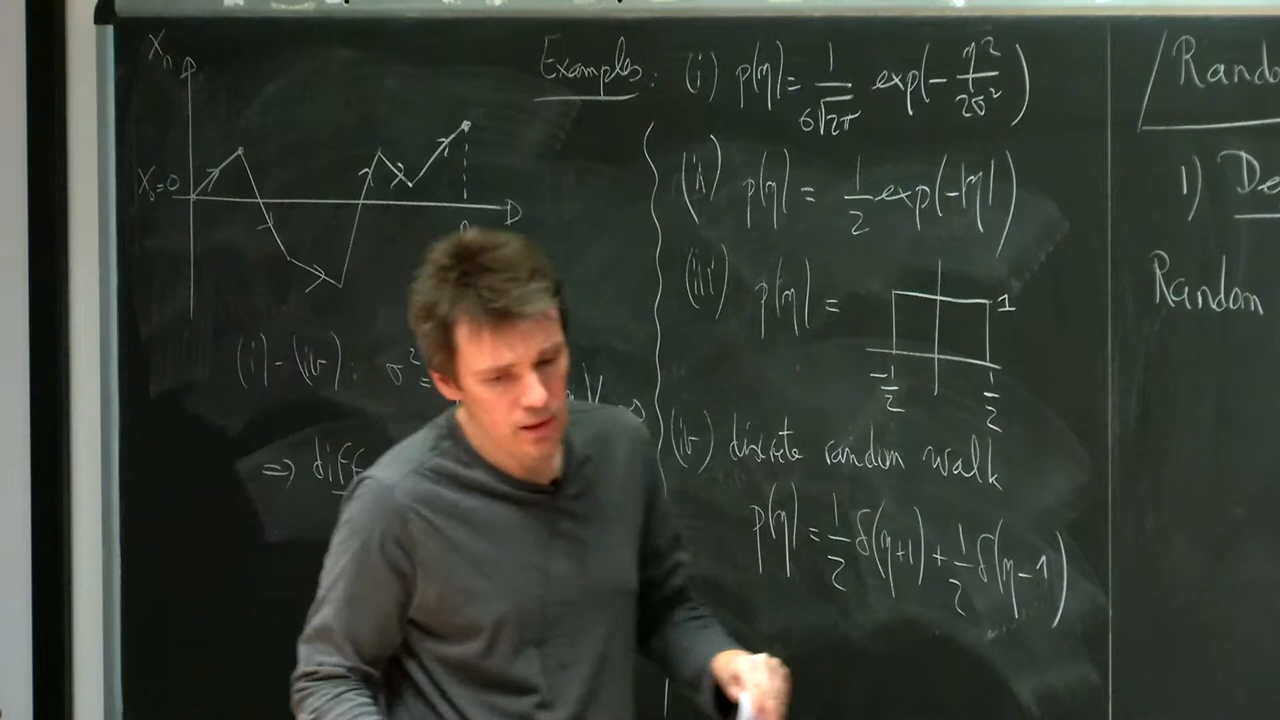 Xₙ
X₀=0
(i)-(iv): σ² =
⇒ diff
Examples: (i) p(η) = 1/(σ√2π) exp(-η²/2σ²)
(ii) p(η) = 1/2 exp(-|η|)
(iii) p(η) =
1
-1/2 1/2
(iv) discrete random walk
p(η) = 1/2 δ(η+1) + 1/2 δ(η-1)
Rando
1) De
Random